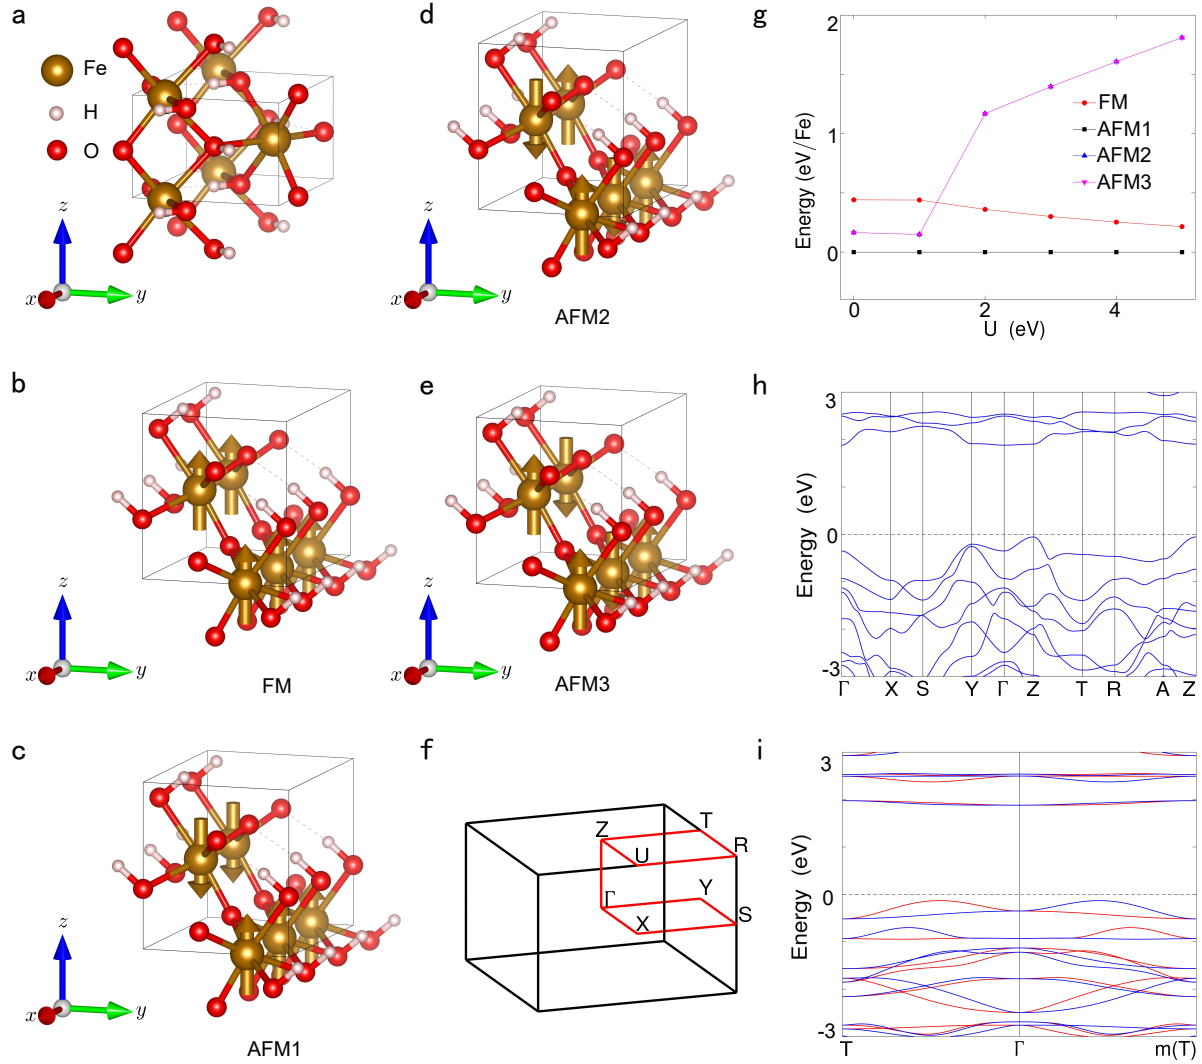 a
Fe
H
O
z
x
y
d
z
x
y
AFM2
g
Energy (eV/Fe)
2
1
0
FM
AFM1
AFM2
AFM3
0
2
4
U (eV)
b
z
x
y
FM
e
z
x
y
AFM3
h
Energy (eV)
3
0
-3
Γ X S Y Γ Z T R A Z
c
z
x
y
AFM1
f
Z
T
U
R
Γ
Y
X
S
i
Energy (eV)
3
0
-3
T Γ m(T)